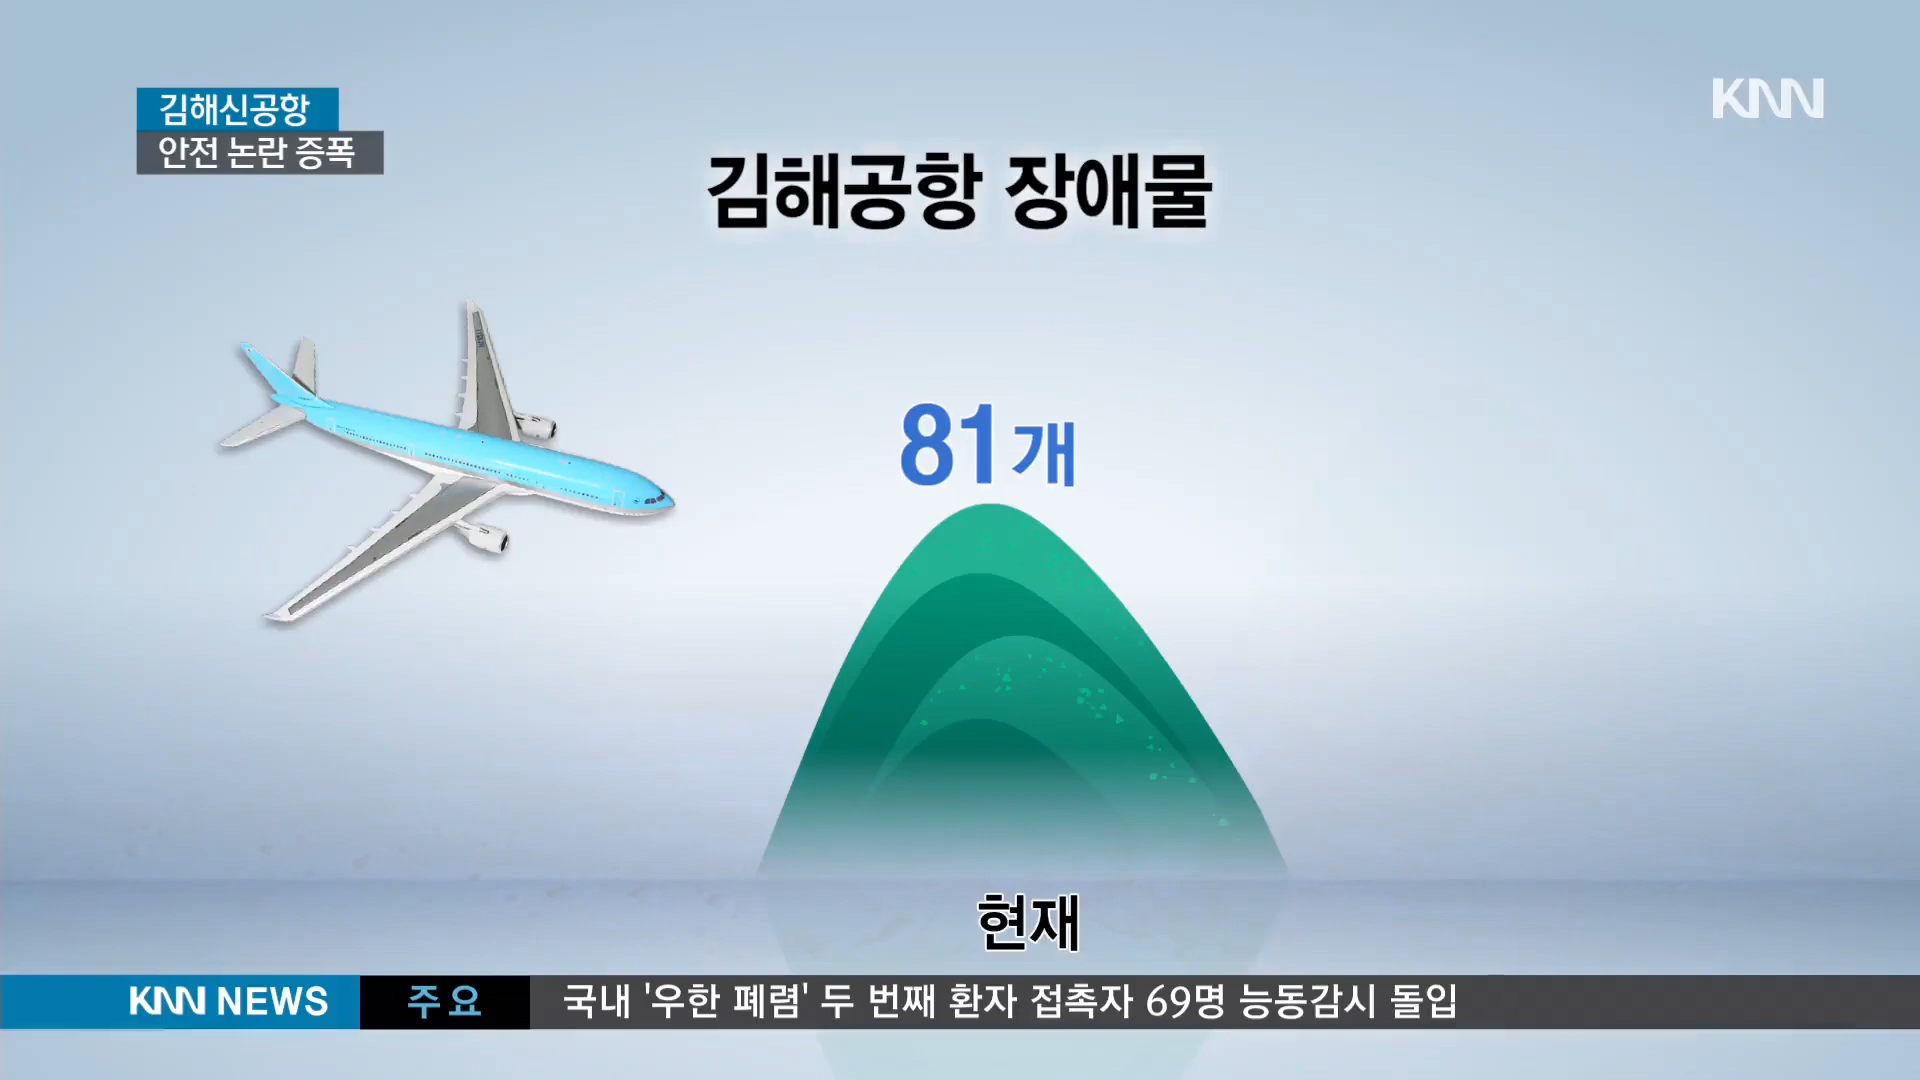 김해신공항
안전 논란 증폭
KNN
김해공항 장애물
81개
현재
KNN NEWS
주요
국내 '우한 폐렴' 두 번째 환자 접촉자 69명 능동감시 돌입